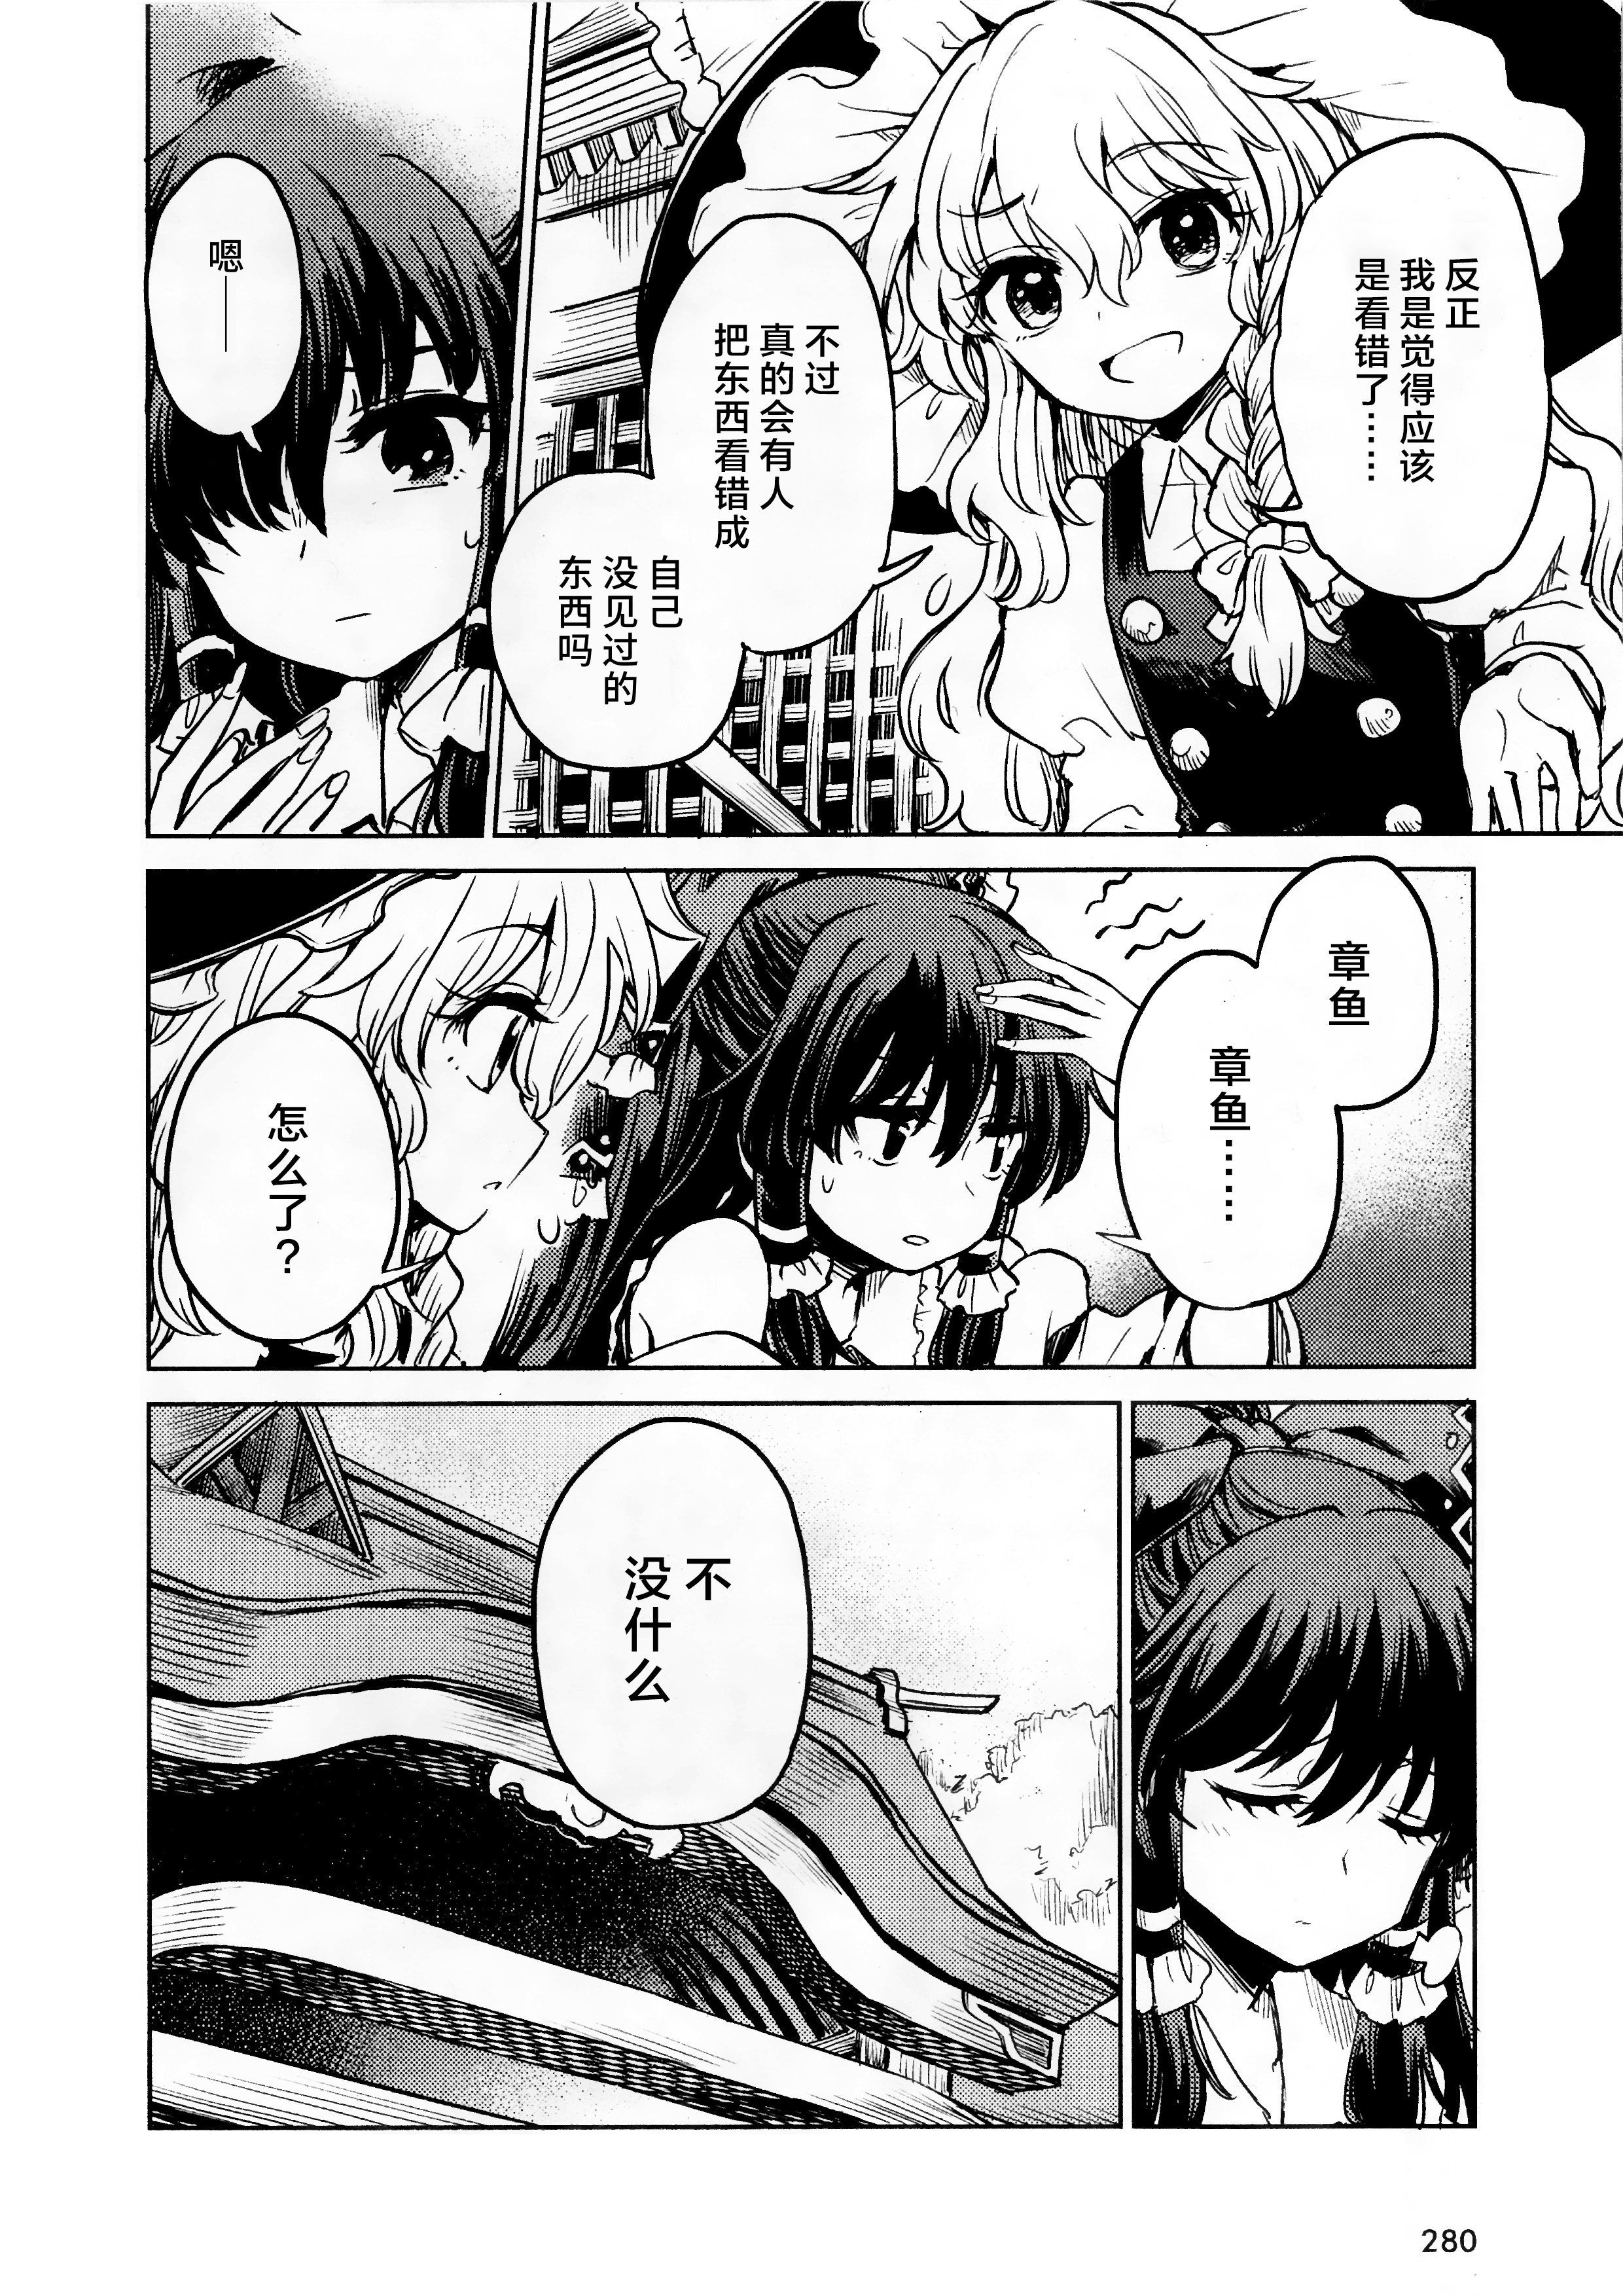 反正
我是觉得应该
是看错了……
不过
真的会有人
把东西看错成
自己
没见过的
东西吗
嗯——
章鱼
章鱼……
怎么了？
不
没什么
280